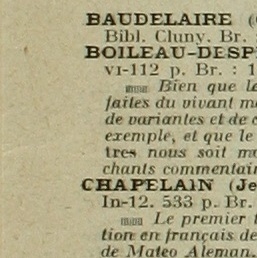 BAUDELAIRE (
Bibl. Cluny. Br.
BOILEAU-DESP
VI-112 p. Br. : 1
Bien que l
faites du vivant m
de variantes et de c
exemple, et que le
tres nous soit m
chants commentair
CHAPELAIN (Je
In-12. 533 p. Br.
Le premier t
tion en français de
de Mateo Aleman.